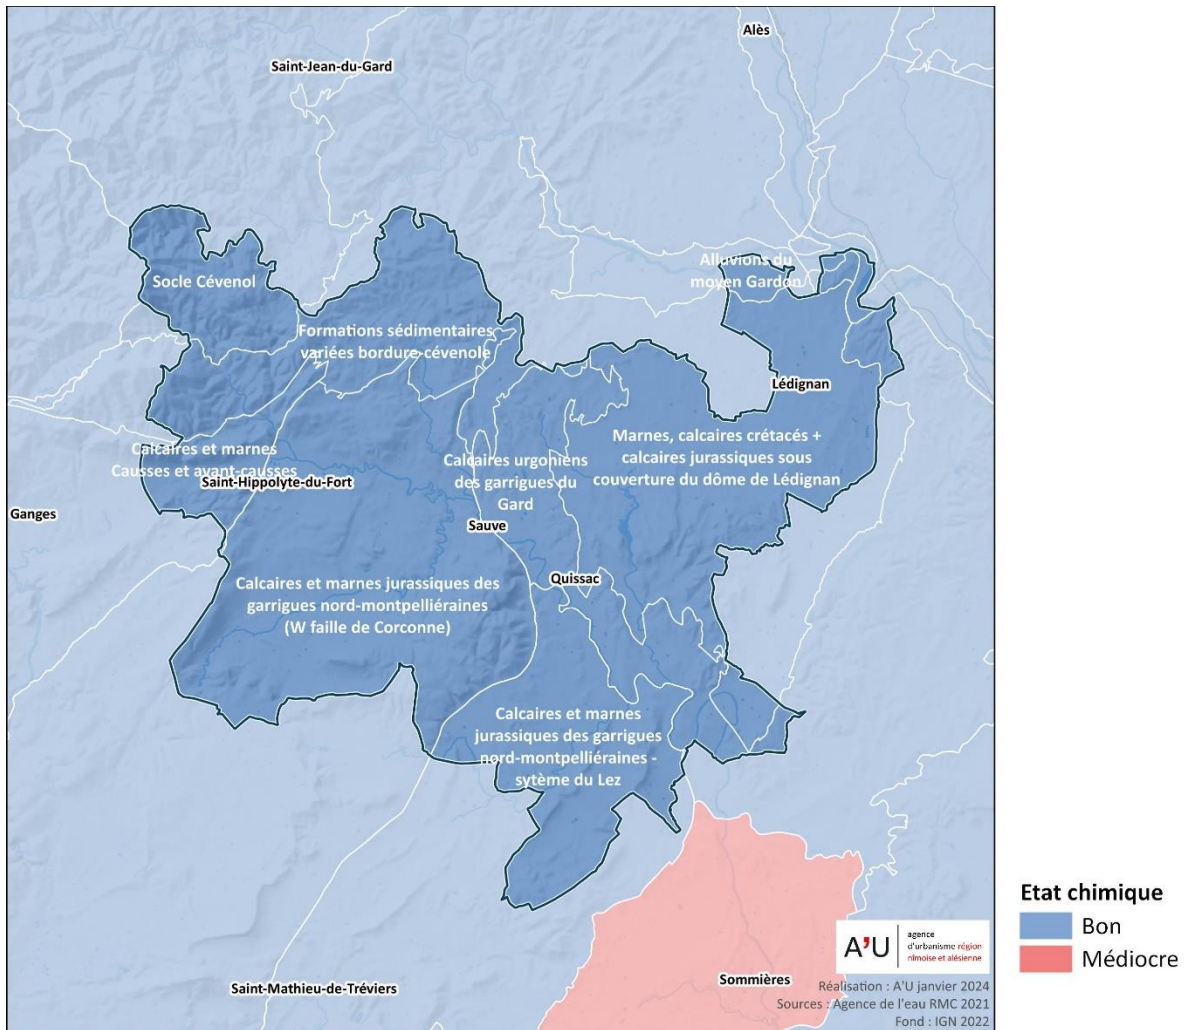 Alès
Saint-Jean-du-Gard
Alluvions du
moyen Gardon
Socle Cévenol
Formations sédimentaires
variées bordure cévenole
Lédignan
Marnes, calcaires crétacés +
calcaires jurassiques sous
couverture du dôme de Lédignan
Calcaires et marnes
Causses et avant-causses
Saint-Hippolyte-du-Fort
Calcaires urgoniens
des garrigues du
Gard
Ganges
Sauve
Quissac
Calcaires et marnes jurassiques des
garrigues nord-montpelliéraines
(W faille de Corconne)
Calcaires et marnes
jurassiques des garrigues
nord-montpelliéraines -
sytème du Lez
Etat chimique
Bon
Médiocre
A'U
agence
d'urbanisme région
nîmoise et alésienne
Sommières
Saint-Mathieu-de-Tréviers
Réalisation : A'U janvier 2024
Sources : Agence de l'eau RMC 2021
Fond : IGN 2022